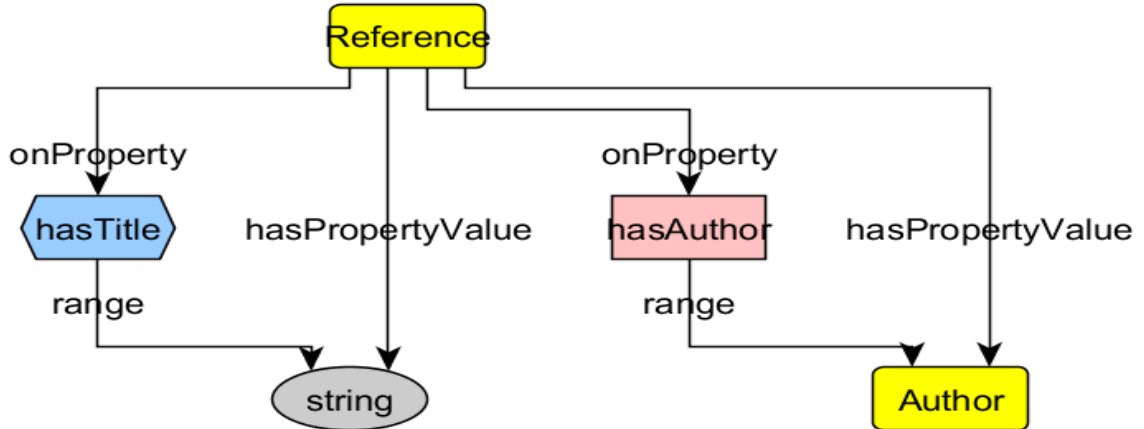 Reference
onProperty
onProperty
hasTitle
hasPropertyValue
hasAuthor
hasPropertyValue
range
range
string
Author